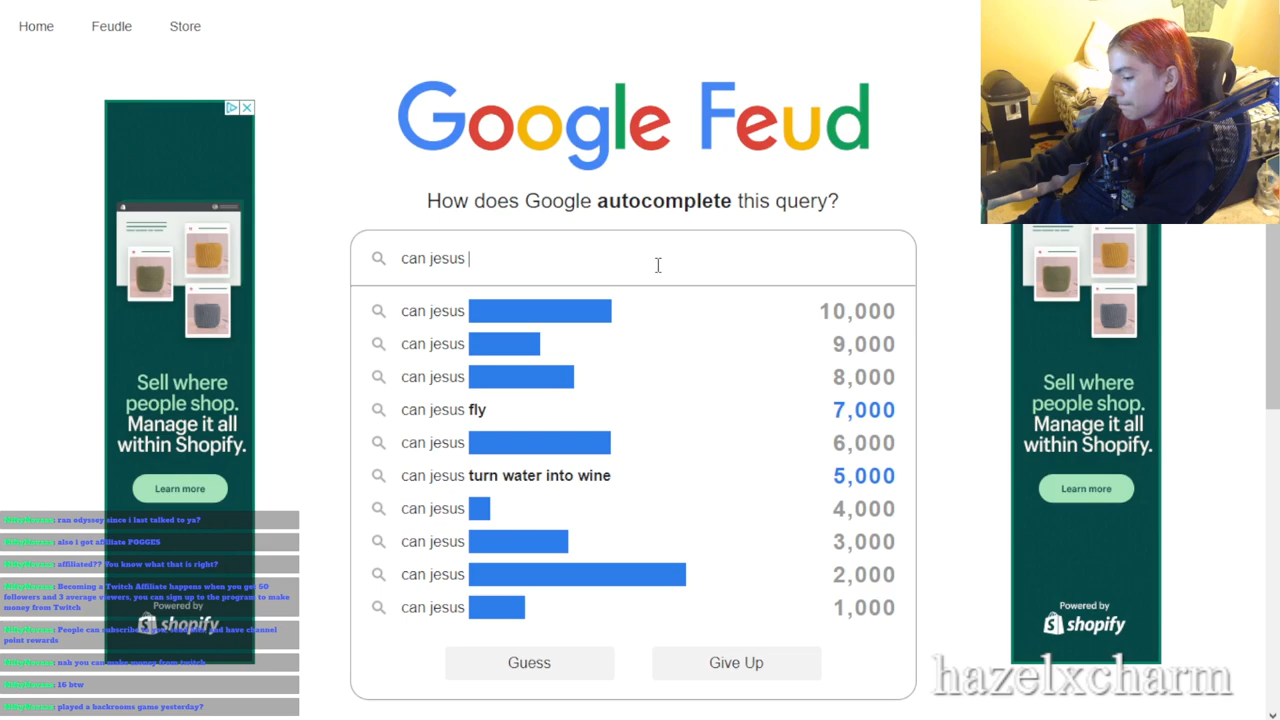 Home Feudle Store
Google Feud
How does Google autocomplete this query?
can jesus
can jesus 10,000
can jesus 9,000
can jesus 8,000
can jesus fly 7,000
can jesus 6,000
can jesus turn water into wine 5,000
can jesus 4,000
can jesus 3,000
can jesus 2,000
can jesus 1,000
Guess Give Up
Sell where
people shop.
Manage it all
within Shopify.
Learn more
Powered by
shopify
Sell where
people shop.
Manage it all
within Shopify.
Learn more
Powered by
shopify
ran odyssey since i last talked to ya?
also i got affiliate POGGES
affiliated?? You know what that is right?
Becoming a Twitch Affiliate happens when you get 50
followers and 3 average viewers, you can sign up to the program to make
money from Twitch
People can subscribe to you, and have channel
point rewards
nah you can make money from twitch
16 btw
played a backrooms game yesterday?
hazelxcharm